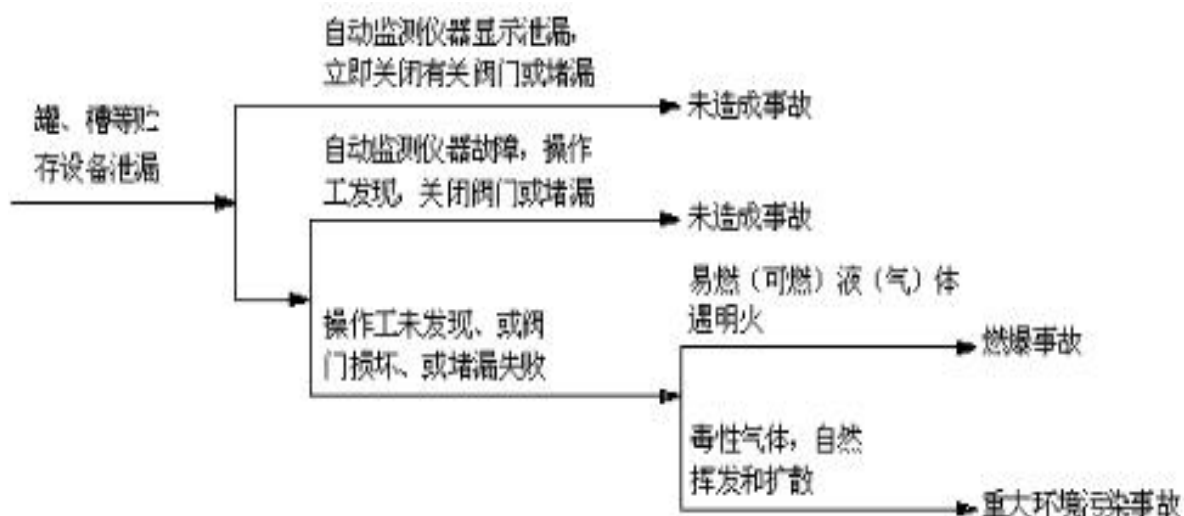 自动监测仪器显示泄漏，
立即关闭有关阀门或堵漏
未造成事故
罐、槽等贮
存设备泄漏
自动监测仪器故障，操作
工发现，关闭阀门或堵漏
未造成事故
易燃（可燃）液（气）体
遇明火
燃爆事故
操作工未发现、或阀
门损坏、或堵漏失败
毒性气体，自然
挥发和扩散
重大环境污染事故